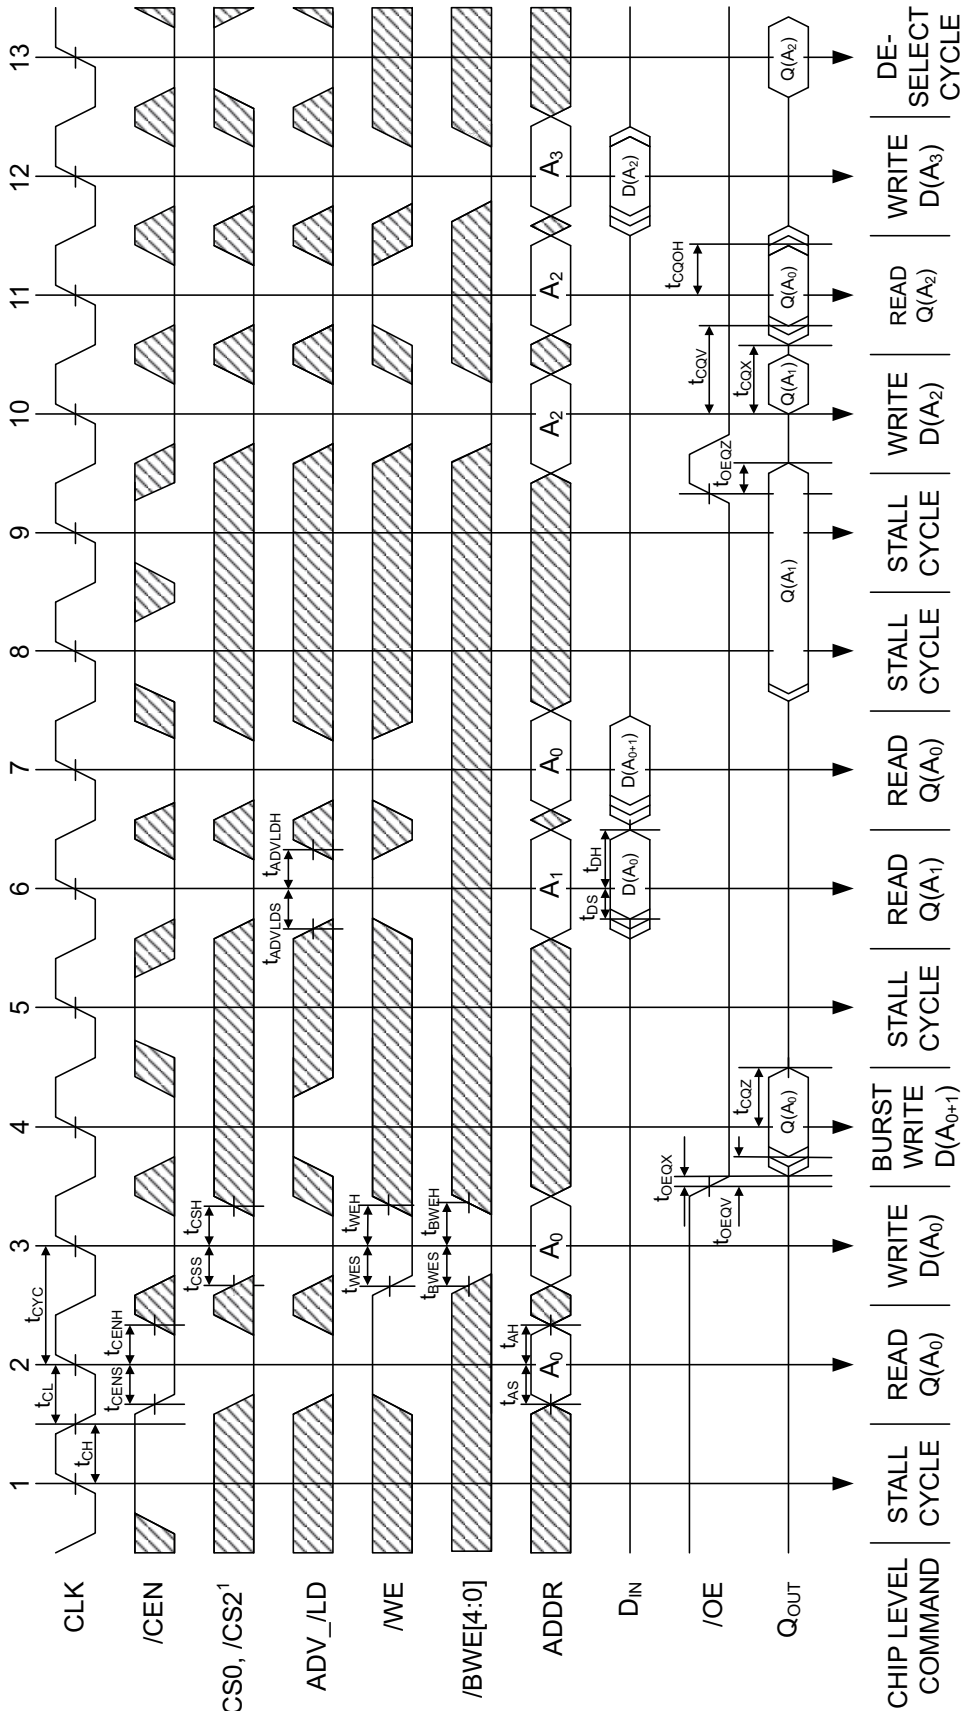 1 2 3 4 5 6 7 8 9 10 11 12 13
CLK
tCH
tCL
tCYC
/CEN
tCENS
tCENH
CS0, /CS2¹
tCSS
tCSH
ADV_/LD
tADVLDS
tADVLDH
/WE
tWES
tWEH
/BWE[4:0]
tBWES
tBWEH
ADDR
tAS
tAH
A0 A0 A1 A0 A2 A2 A3
DIN
tDS
tDH
D(A0) D(A0+1) D(A2)
/OE
tOEQV
tOEQX
tOEQZ
tCQV
tCQOH
QOUT
tCQZ
tCQX
Q(A0) Q(A1) Q(A1) Q(A0) Q(A2)
CHIP LEVEL
COMMAND
STALL
CYCLE
READ
Q(A0)
WRITE
D(A0)
BURST
WRITE
D(A0+1)
STALL
CYCLE
READ
Q(A1)
READ
Q(A0)
STALL
CYCLE
STALL
CYCLE
WRITE
D(A2)
READ
Q(A2)
WRITE
D(A3)
DE-
SELECT
CYCLE